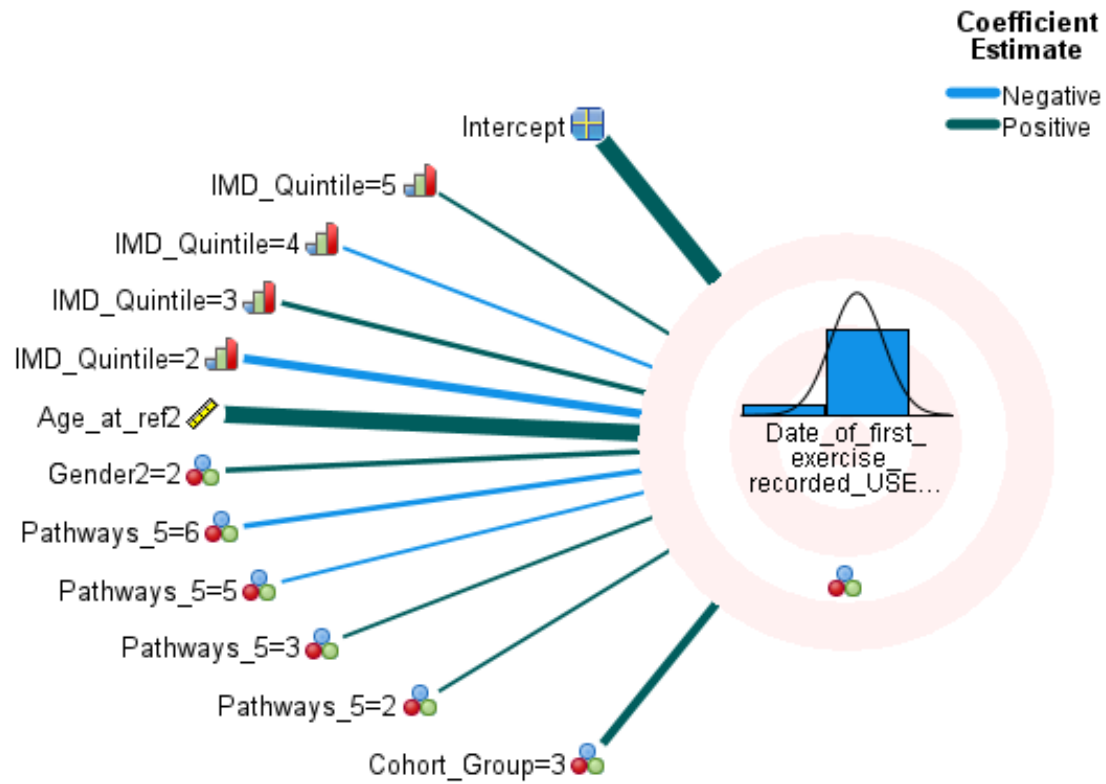 Coefficient
Estimate
Negative
Positive
Intercept
IMD_Quintile=5
IMD_Quintile=4
IMD_Quintile=3
IMD_Quintile=2
Age_at_ref2
Gender2=2
Pathways_5=6
Pathways_5=5
Pathways_5=3
Pathways_5=2
Cohort_Group=3
Date_of_first_
exercise_
recorded_USE...